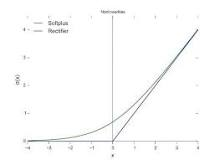 Nonlinearities
Softplus
Rectifier
σ(x)
4
3
2
1
0
−4 −3 −2 −1 0 1 2 3 4
x